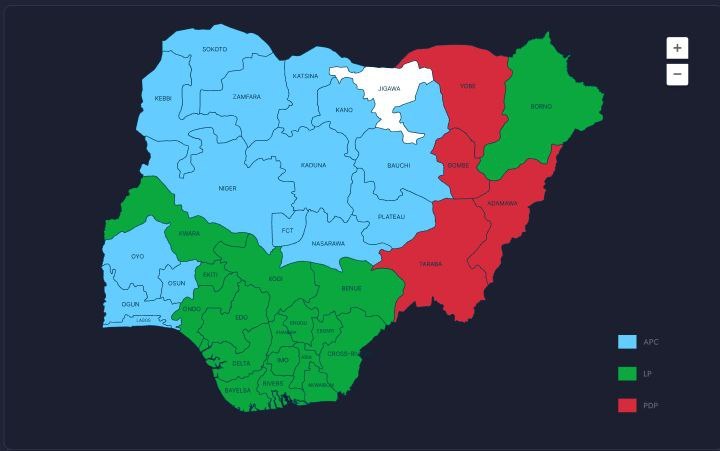 SOKOTO
KATSINA
KEBBI
ZAMFARA
JIGAWA
YOBE
BORNO
KANO
KADUNA
BAUCHI
GOMBE
NIGER
ADAMAWA
PLATEAU
FCT
KWARA
NASARAWA
OYO
TARABA
EKITI
KOGI
OSUN
BENUE
OGUN
ONDO
EDO
LAGOS
ENUGU
ANAMBRA
EBONYI
CROSS-RI
DELTA
IMO
ABIA
BAYELSA
RIVERS
AKWAIBOM
+
−
APC
LP
PDP